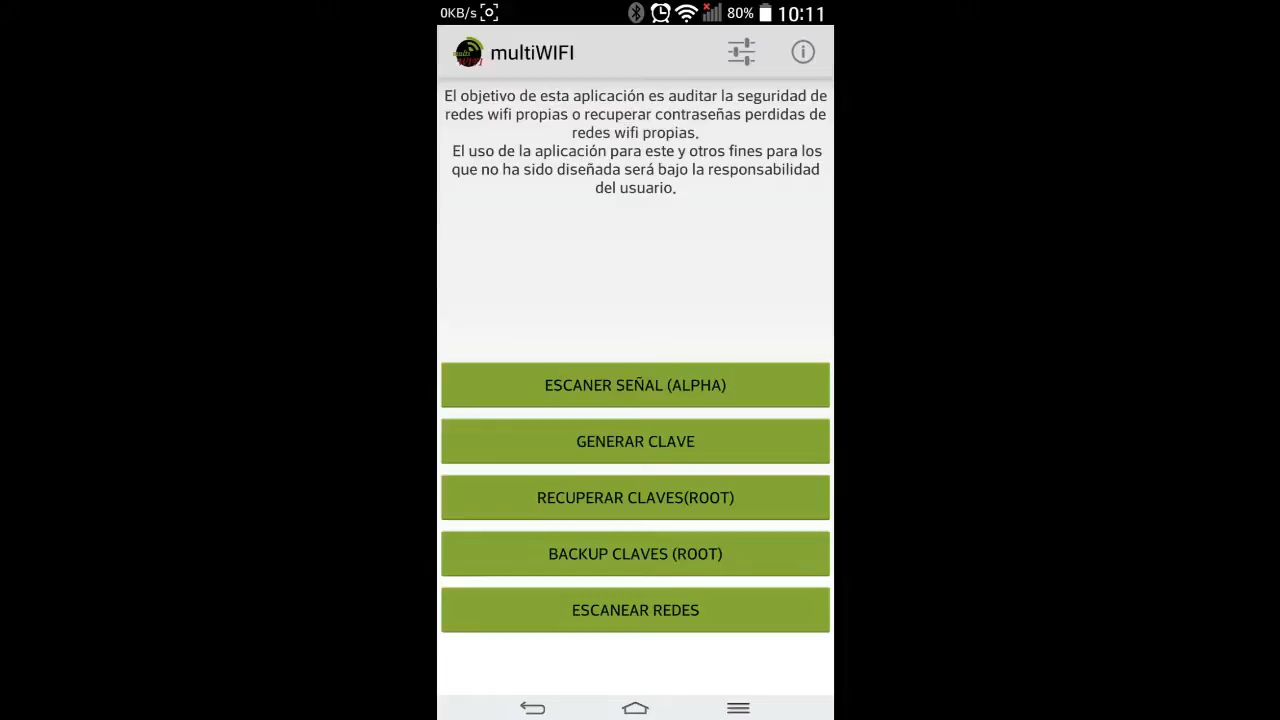 0KB/s 80% 10:11
multiWIFI
El objetivo de esta aplicación es auditar la seguridad de
redes wifi propias o recuperar contraseñas perdidas de
redes wifi propias.
El uso de la aplicación para este y otros fines para los
que no ha sido diseñada será bajo la responsabilidad
del usuario.
ESCANER SEÑAL (ALPHA)
GENERAR CLAVE
RECUPERAR CLAVES(ROOT)
BACKUP CLAVES (ROOT)
ESCANEAR REDES